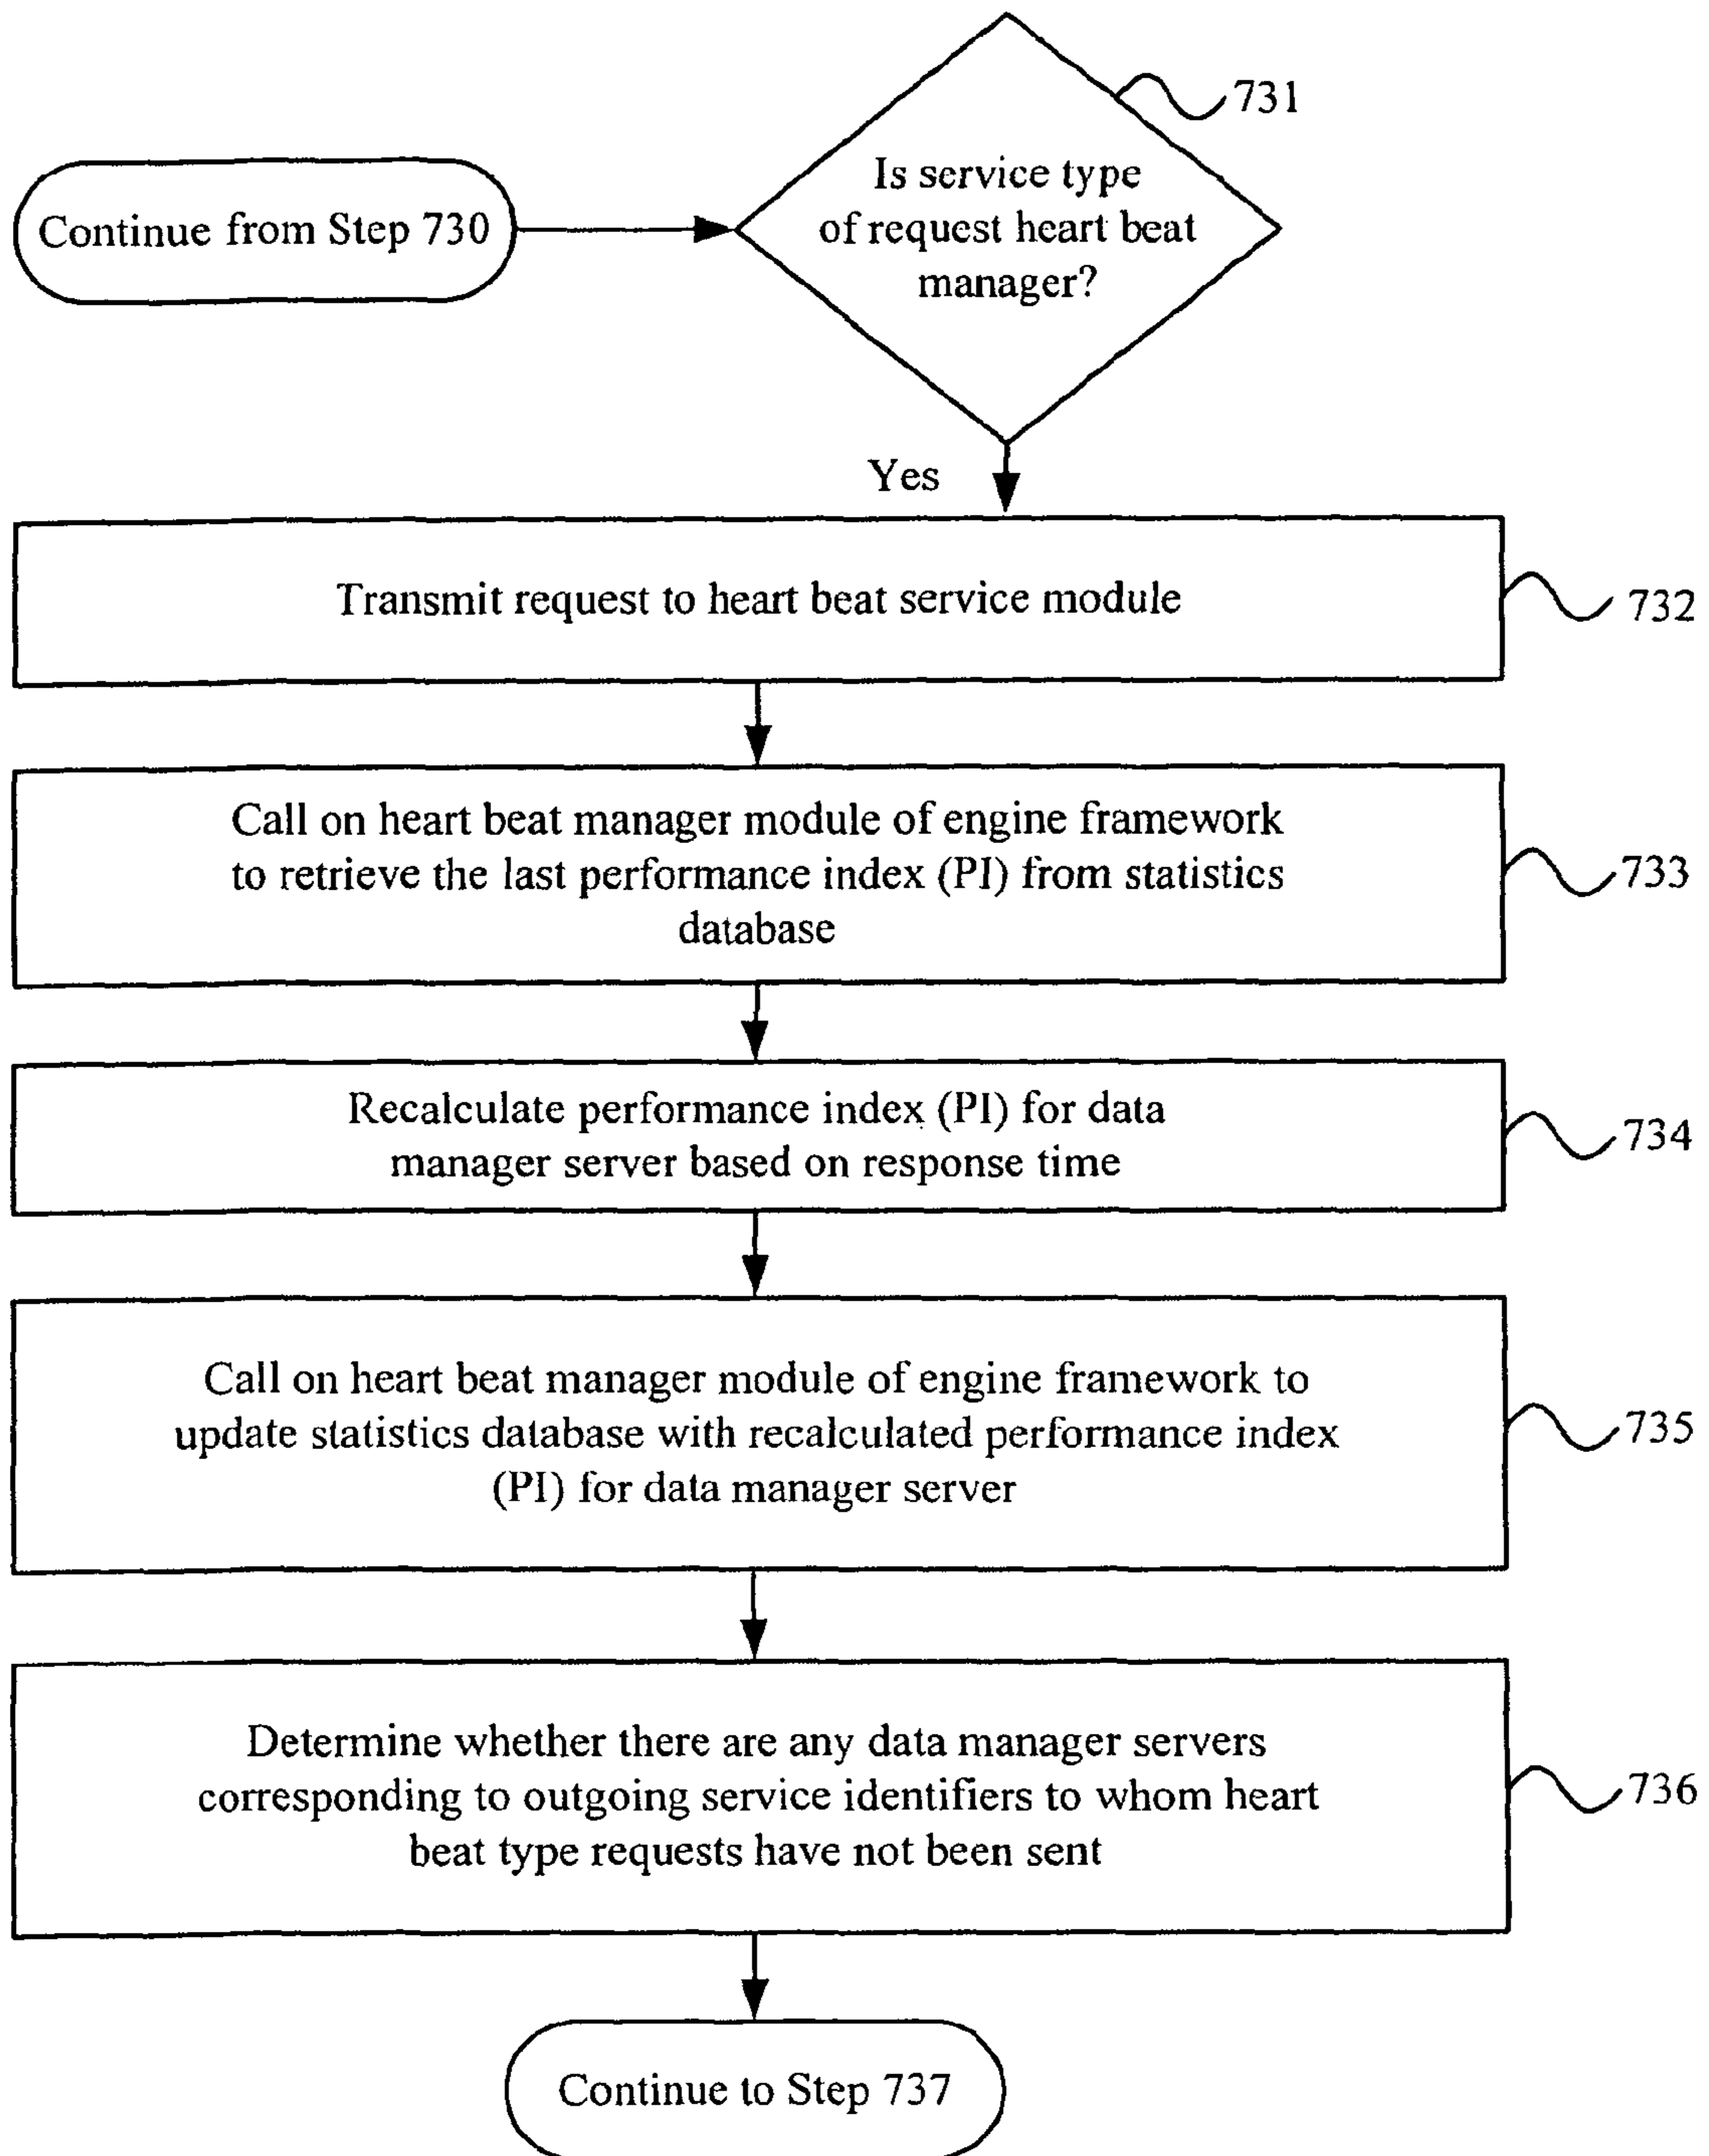 731
Is service type
of request heart beat
manager?
Continue from Step 730
Yes
Transmit request to heart beat service module
732
Call on heart beat manager module of engine framework
to retrieve the last performance index (PI) from statistics
database
733
Recalculate performance index (PI) for data
manager server based on response time
734
Call on heart beat manager module of engine framework to
update statistics database with recalculated performance index
(PI) for data manager server
735
Determine whether there are any data manager servers
corresponding to outgoing service identifiers to whom heart
beat type requests have not been sent
736
Continue to Step 737